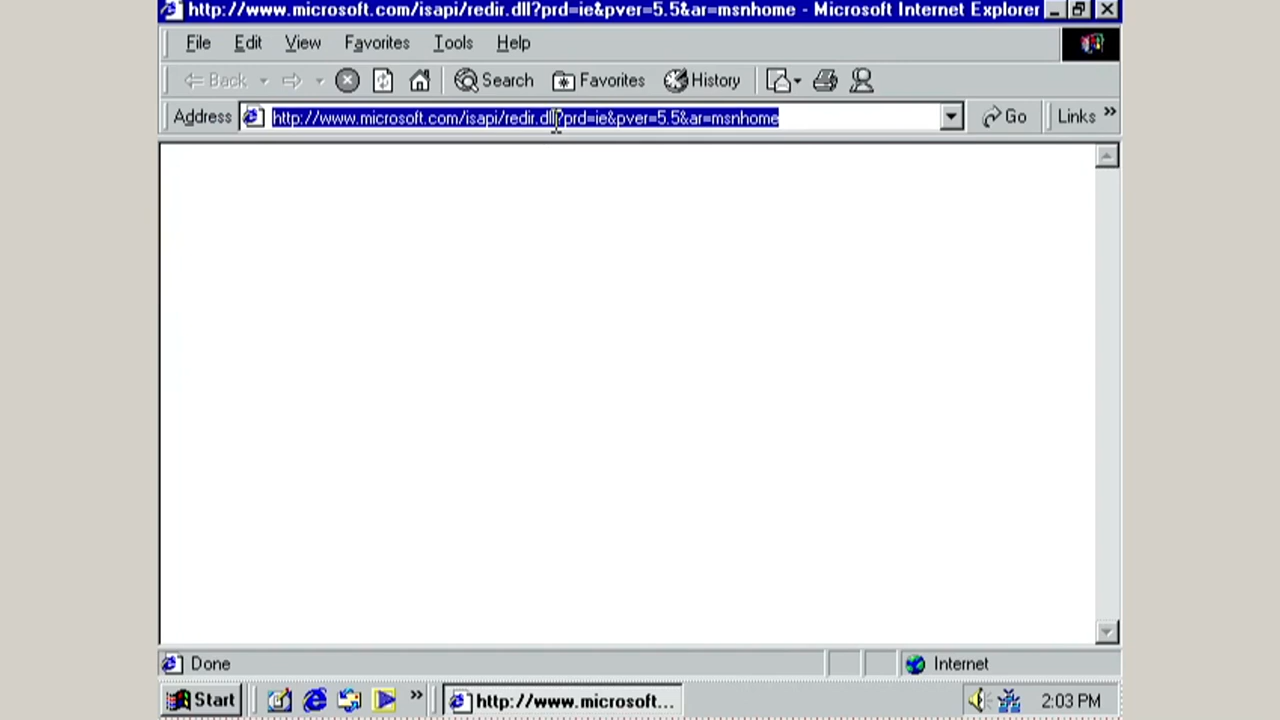 http://www.microsoft.com/isapi/redir.dll?prd=ie&pver=5.5&ar=msnhome - Microsoft Internet Explorer
File Edit View Favorites Tools Help
Back Search Favorites History
Address http://www.microsoft.com/isapi/redir.dll?prd=ie&pver=5.5&ar=msnhome Go Links »
Done Internet
Start » http://www.microsoft... 2:03 PM